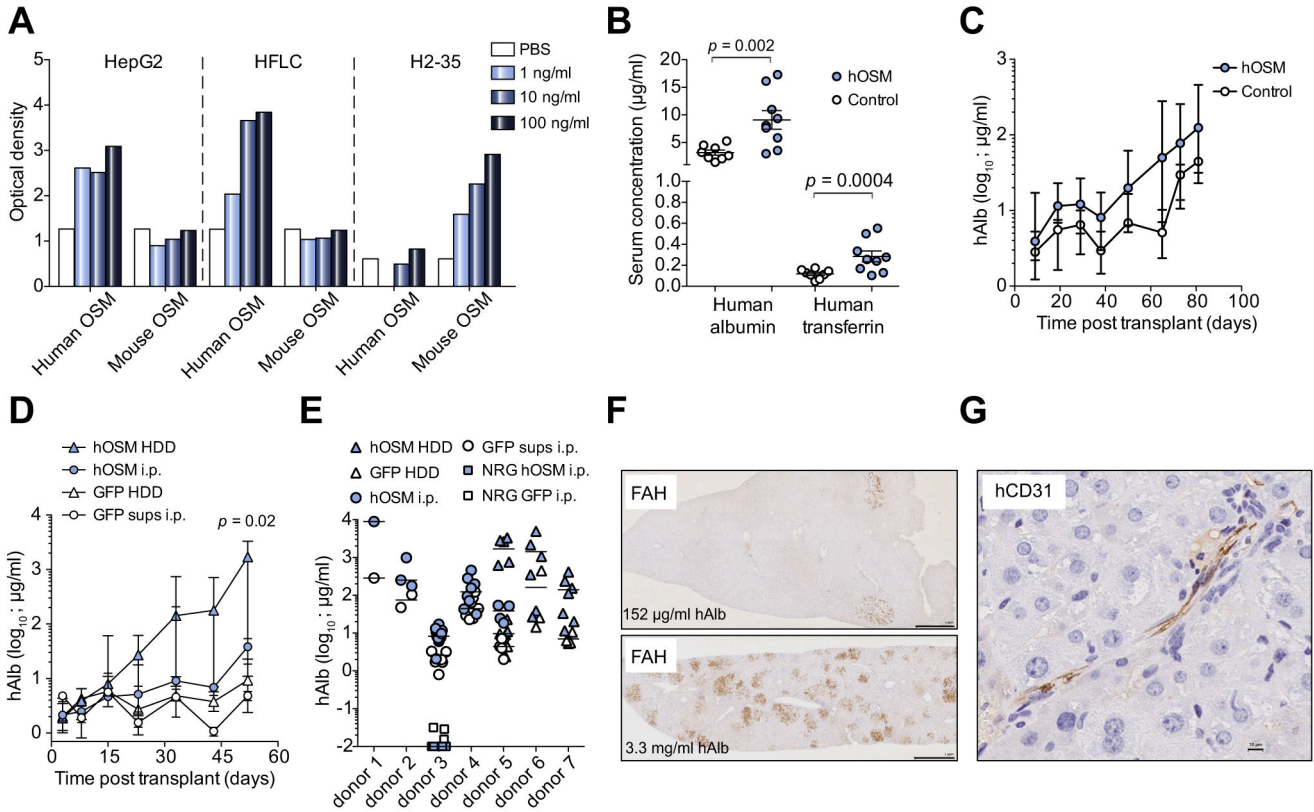 A
HepG2
HFLC
H2-35
PBS
1 ng/ml
10 ng/ml
100 ng/ml
Optical density
5
4
3
2
1
0
Human OSM
Mouse OSM
Human OSM
Mouse OSM
Human OSM
Mouse OSM
B
p = 0.002
hOSM
Control
p = 0.0004
Serum concentration (µg/ml)
20
15
10
5
1.0
0.8
0.6
0.4
0.2
0.0
Human albumin
Human transferrin
C
hOSM
Control
hAlb (log10 ; µg/ml)
3
2
1
0
0 20 40 60 80 100
Time post transplant (days)
D
hOSM HDD
hOSM i.p.
GFP HDD
GFP sups i.p.
p = 0.02
hAlb (log10 ; µg/ml)
4
3
2
1
0
0 15 30 45 60
Time post transplant (days)
E
hOSM HDD
GFP HDD
hOSM i.p.
GFP sups i.p.
NRG hOSM i.p.
NRG GFP i.p.
hAlb (log10 ; µg/ml)
4
3
2
1
0
-1
-2
donor 1
donor 2
donor 3
donor 4
donor 5
donor 6
donor 7
F
FAH
152 µg/ml hAlb
FAH
3.3 mg/ml hAlb
G
hCD31